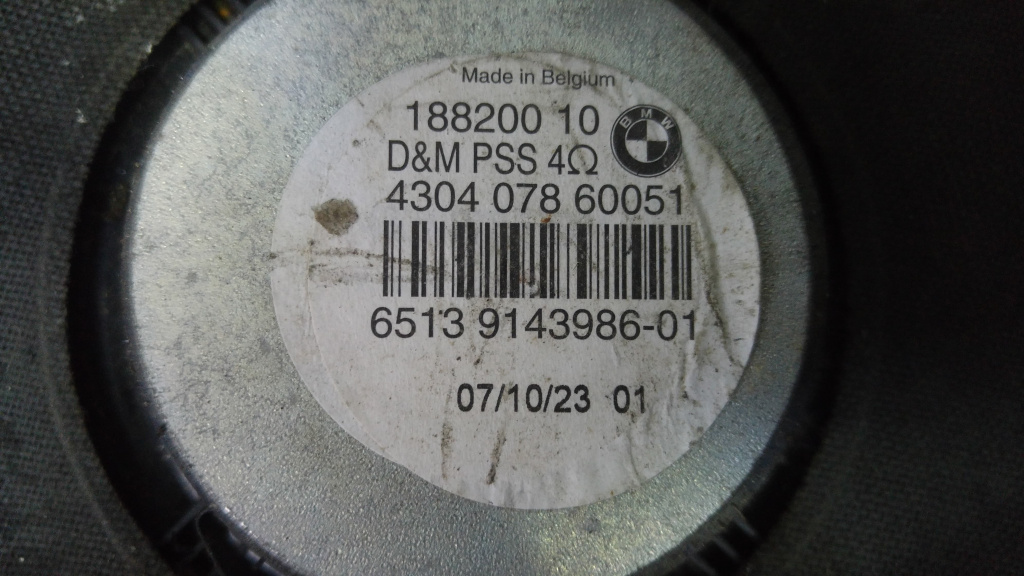 Made in Belgium
188200 10
BMW
D&M PSS 4Ω
4304 078 60051
6513 9143986-01
07/10/23 01